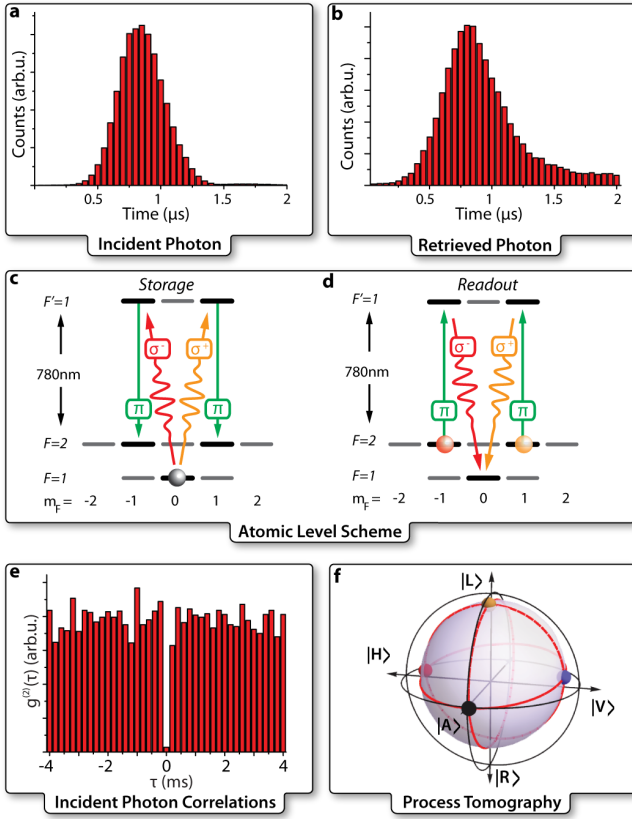 a
Counts (arb.u.)
0.5 1 1.5 2
Time (µs)
Incident Photon
b
Counts (arb.u.)
0.5 1 1.5 2
Time (µs)
Retrieved Photon
c
Storage
F'=1
σ- σ+
780nm
π π
F=2
F=1
mF = -2 -1 0 1 2
d
Readout
F'=1
σ- σ+
780nm
π π
F=2
F=1
mF = -2 -1 0 1 2
Atomic Level Scheme
e
g(2)(τ) (arb.u.)
-4 -2 0 2 4
τ (ms)
Incident Photon Correlations
f
|L⟩
|H⟩
|V⟩
|A⟩
|R⟩
Process Tomography